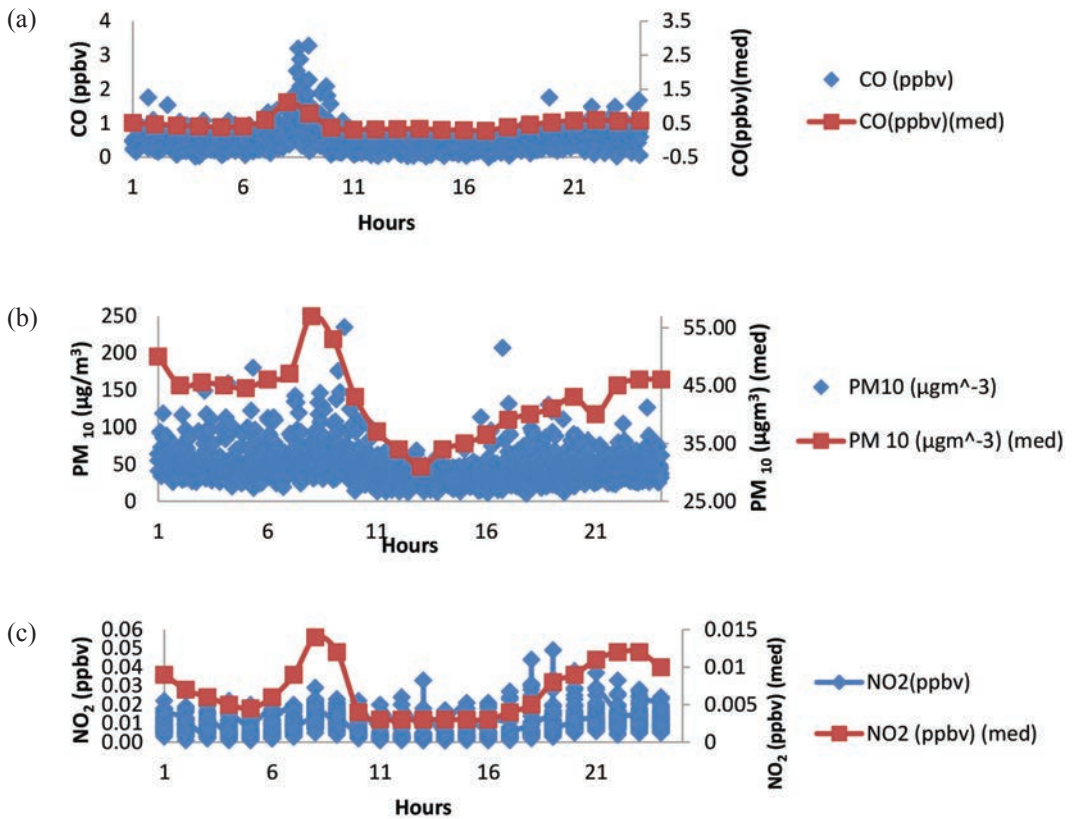 (a)
CO (ppbv)
4
3
2
1
0
3.5
2.5
1.5
0.5
-0.5
CO(ppbv)(med)
1 6 11 16 21
Hours
CO (ppbv)
CO(ppbv)(med)
(b)
PM 10 (µg/m³)
250
200
150
100
50
0
55.00
45.00
35.00
25.00
PM 10 (µgm³) (med)
1 6 11 16 21
Hours
PM10 (µgm^-3)
PM 10 (µgm^-3) (med)
(c)
NO₂ (ppbv)
0.06
0.05
0.04
0.03
0.02
0.01
0.00
0.015
0.01
0.005
0
NO₂ (ppbv) (med)
1 6 11 16 21
Hours
NO2(ppbv)
NO2 (ppbv) (med)